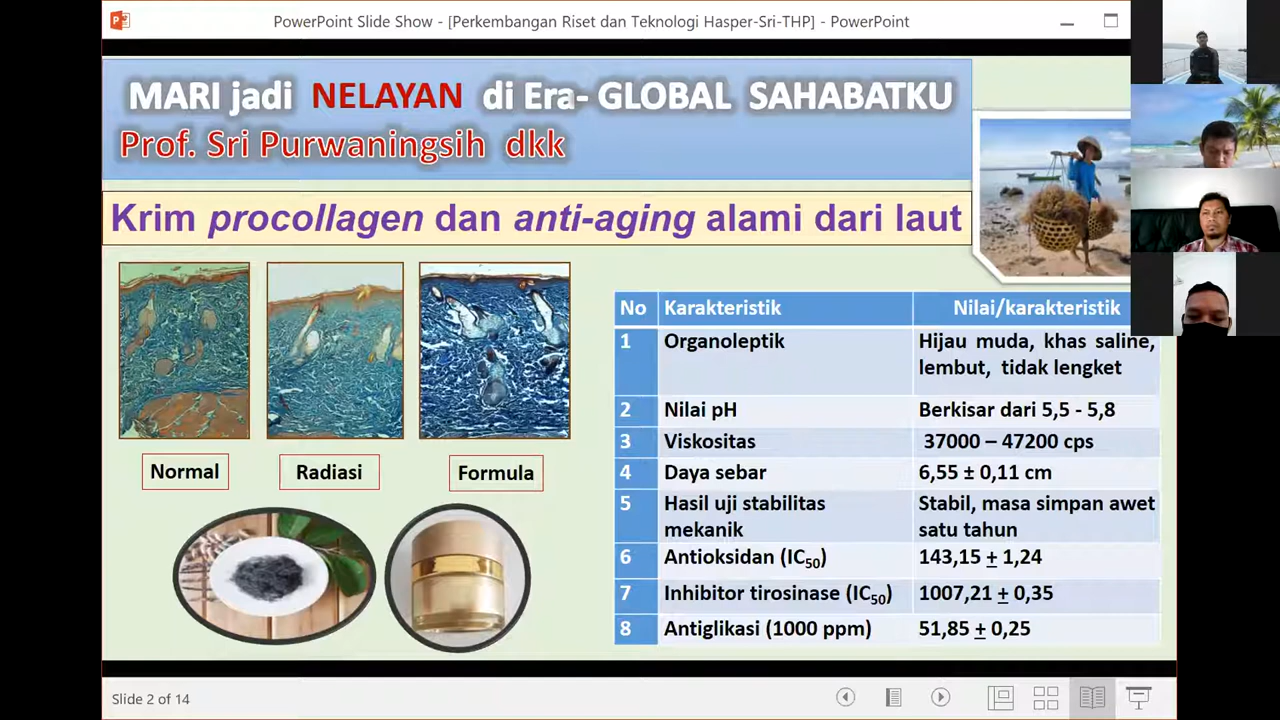 PowerPoint Slide Show - [Perkembangan Riset dan Teknologi Hasper-Sri-THP] - PowerPoint
MARI jadi NELAYAN di Era- GLOBAL SAHABATKU
Prof. Sri Purwaningsih dkk
Krim procollagen dan anti-aging alami dari laut
Normal
Radiasi
Formula
No Karakteristik Nilai/karakteristik
1 Organoleptik Hijau muda, khas saline,
lembut, tidak lengket
2 Nilai pH Berkisar dari 5,5 - 5,8
3 Viskositas 37000 – 47200 cps
4 Daya sebar 6,55 ± 0,11 cm
5 Hasil uji stabilitas Stabil, masa simpan awet
mekanik satu tahun
6 Antioksidan (IC50) 143,15 ± 1,24
7 Inhibitor tirosinase (IC50) 1007,21 ± 0,35
8 Antiglikasi (1000 ppm) 51,85 ± 0,25
Slide 2 of 14